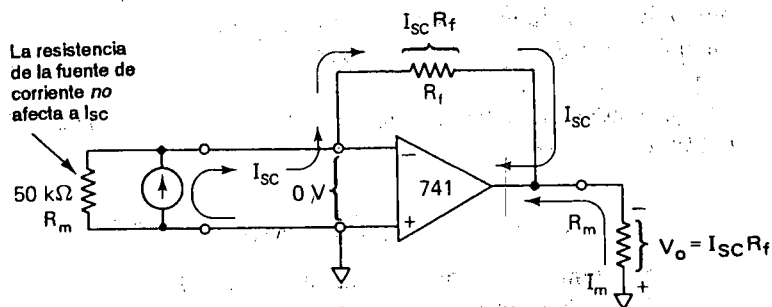 I_SC R_f
La resistencia
de la fuente de
corriente no
afecta a Isc
R_f
I_SC
I_SC
50 kΩ
R_m
0 V
−
741
+
R_m
−
V_o = I_SC R_f
I_m
+